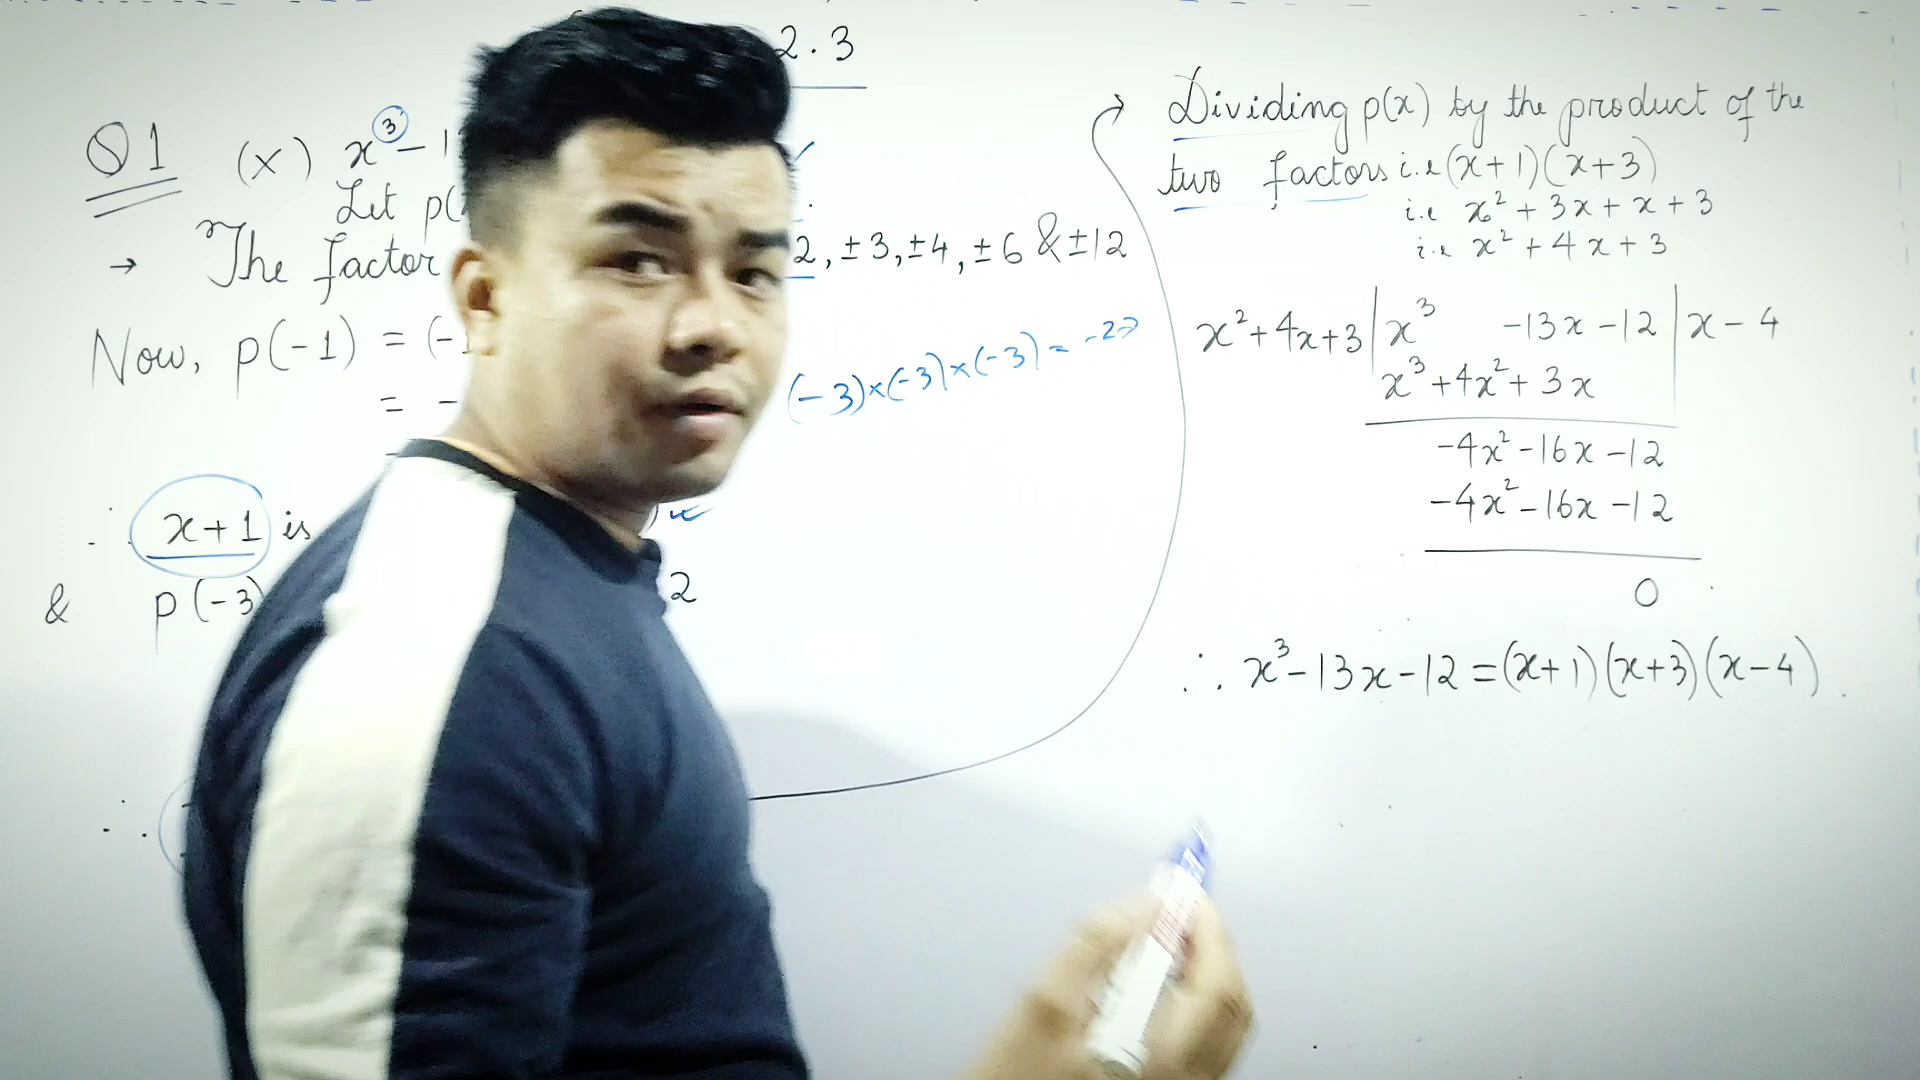 2.3
Q1 (x) x³ - 1
Let p(
→ The factor 2, ±3, ±4, ±6 & ±12
Now, p(-1) = (-1
= -
(-3)×(-3)×(-3) = -27
∴ x+1 is
& p(-3) 2
∴
Dividing p(x) by the product of the
two factors i.e (x+1)(x+3)
i.e x² + 3x + x + 3
i.e x² + 4x + 3
x²+4x+3 | x³ -13x -12 | x - 4
x³ + 4x² + 3x
-4x² -16x -12
-4x² -16x -12
0
∴ x³ - 13x - 12 = (x+1)(x+3)(x-4)